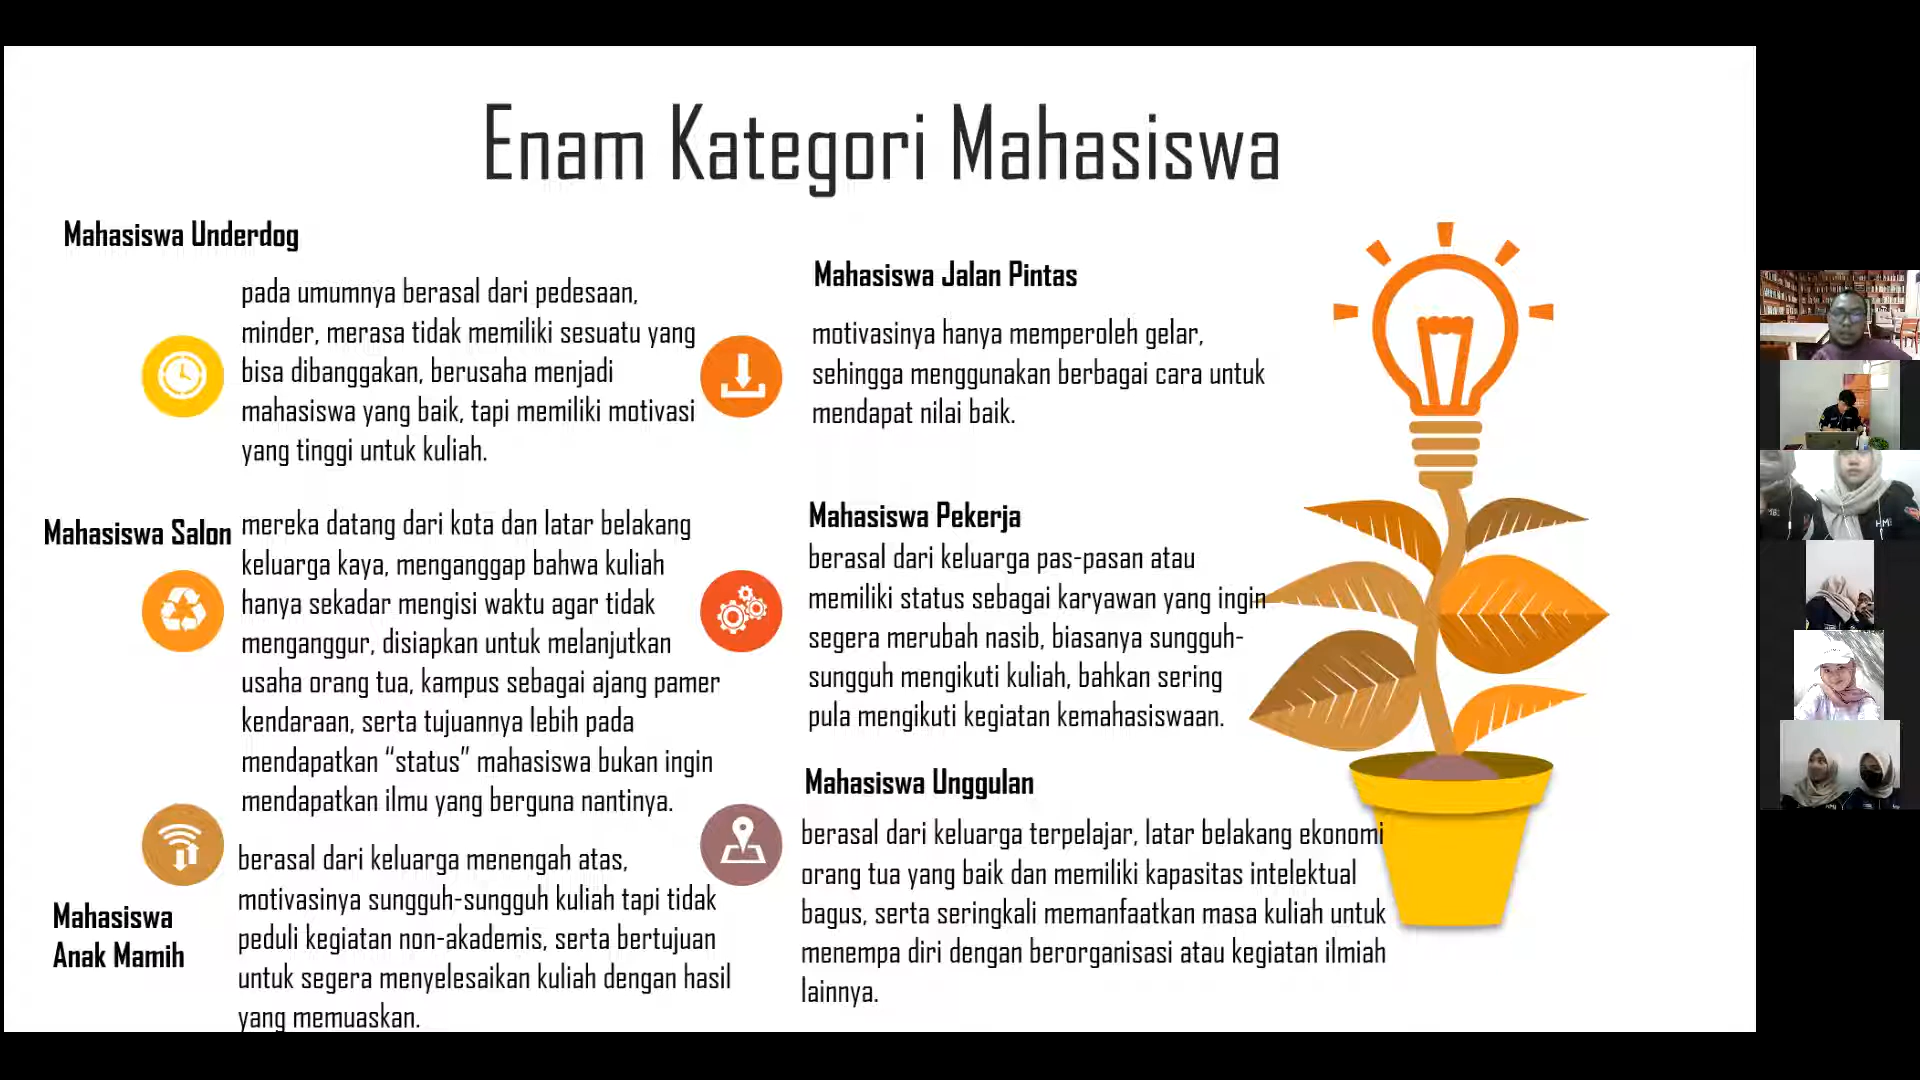 Enam Kategori Mahasiswa
Mahasiswa Underdog
pada umumnya berasal dari pedesaan,
minder, merasa tidak memiliki sesuatu yang
bisa dibanggakan, berusaha menjadi
mahasiswa yang baik, tapi memiliki motivasi
yang tinggi untuk kuliah.
Mahasiswa Salon
mereka datang dari kota dan latar belakang
keluarga kaya, menganggap bahwa kuliah
hanya sekadar mengisi waktu agar tidak
menganggur, disiapkan untuk melanjutkan
usaha orang tua, kampus sebagai ajang pamer
kendaraan, serta tujuannya lebih pada
mendapatkan “status” mahasiswa bukan ingin
mendapatkan ilmu yang berguna nantinya.
Mahasiswa
Anak Mamih
berasal dari keluarga menengah atas,
motivasinya sungguh-sungguh kuliah tapi tidak
peduli kegiatan non-akademis, serta bertujuan
untuk segera menyelesaikan kuliah dengan hasil
yang memuaskan.
Mahasiswa Jalan Pintas
motivasinya hanya memperoleh gelar,
sehingga menggunakan berbagai cara untuk
mendapat nilai baik.
Mahasiswa Pekerja
berasal dari keluarga pas-pasan atau
memiliki status sebagai karyawan yang ingin
segera merubah nasib, biasanya sungguh-
sungguh mengikuti kuliah, bahkan sering
pula mengikuti kegiatan kemahasiswaan.
Mahasiswa Unggulan
berasal dari keluarga terpelajar, latar belakang ekonomi
orang tua yang baik dan memiliki kapasitas intelektual
bagus, serta seringkali memanfaatkan masa kuliah untuk
menempa diri dengan berorganisasi atau kegiatan ilmiah
lainnya.